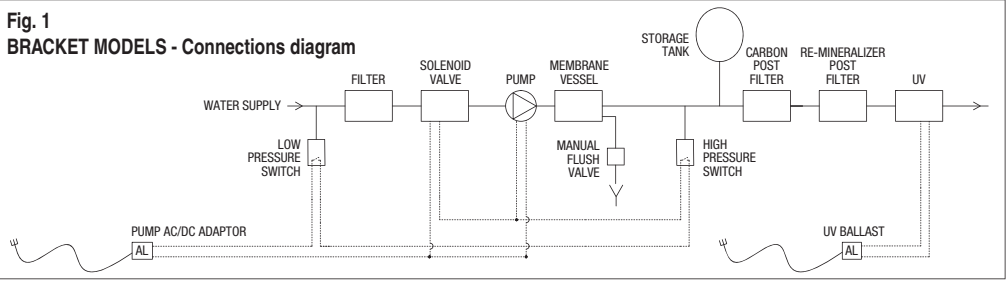 Fig. 1
BRACKET MODELS - Connections diagram
WATER SUPPLY
FILTER
SOLENOID
VALVE
PUMP
MEMBRANE
VESSEL
STORAGE
TANK
CARBON
POST
FILTER
RE-MINERALIZER
POST
FILTER
UV
LOW
PRESSURE
SWITCH
MANUAL
FLUSH
VALVE
HIGH
PRESSURE
SWITCH
PUMP AC/DC ADAPTOR
AL
UV BALLAST
AL